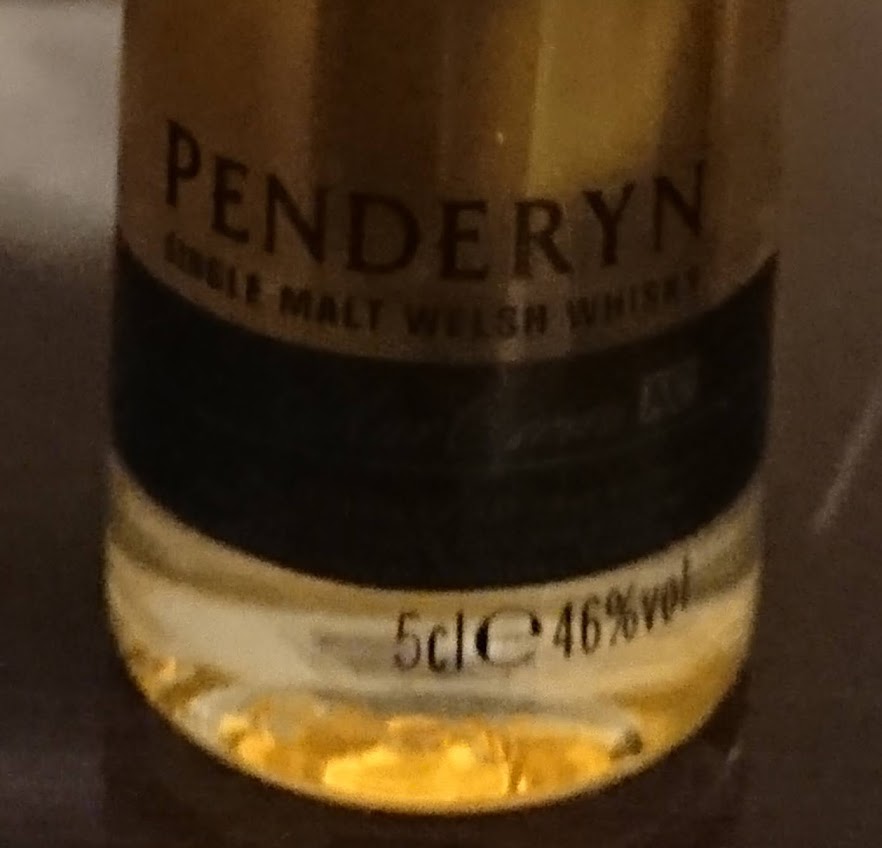 PENDERYN
SINGLE MALT WELSH WHISKY
5cl e 46%vol